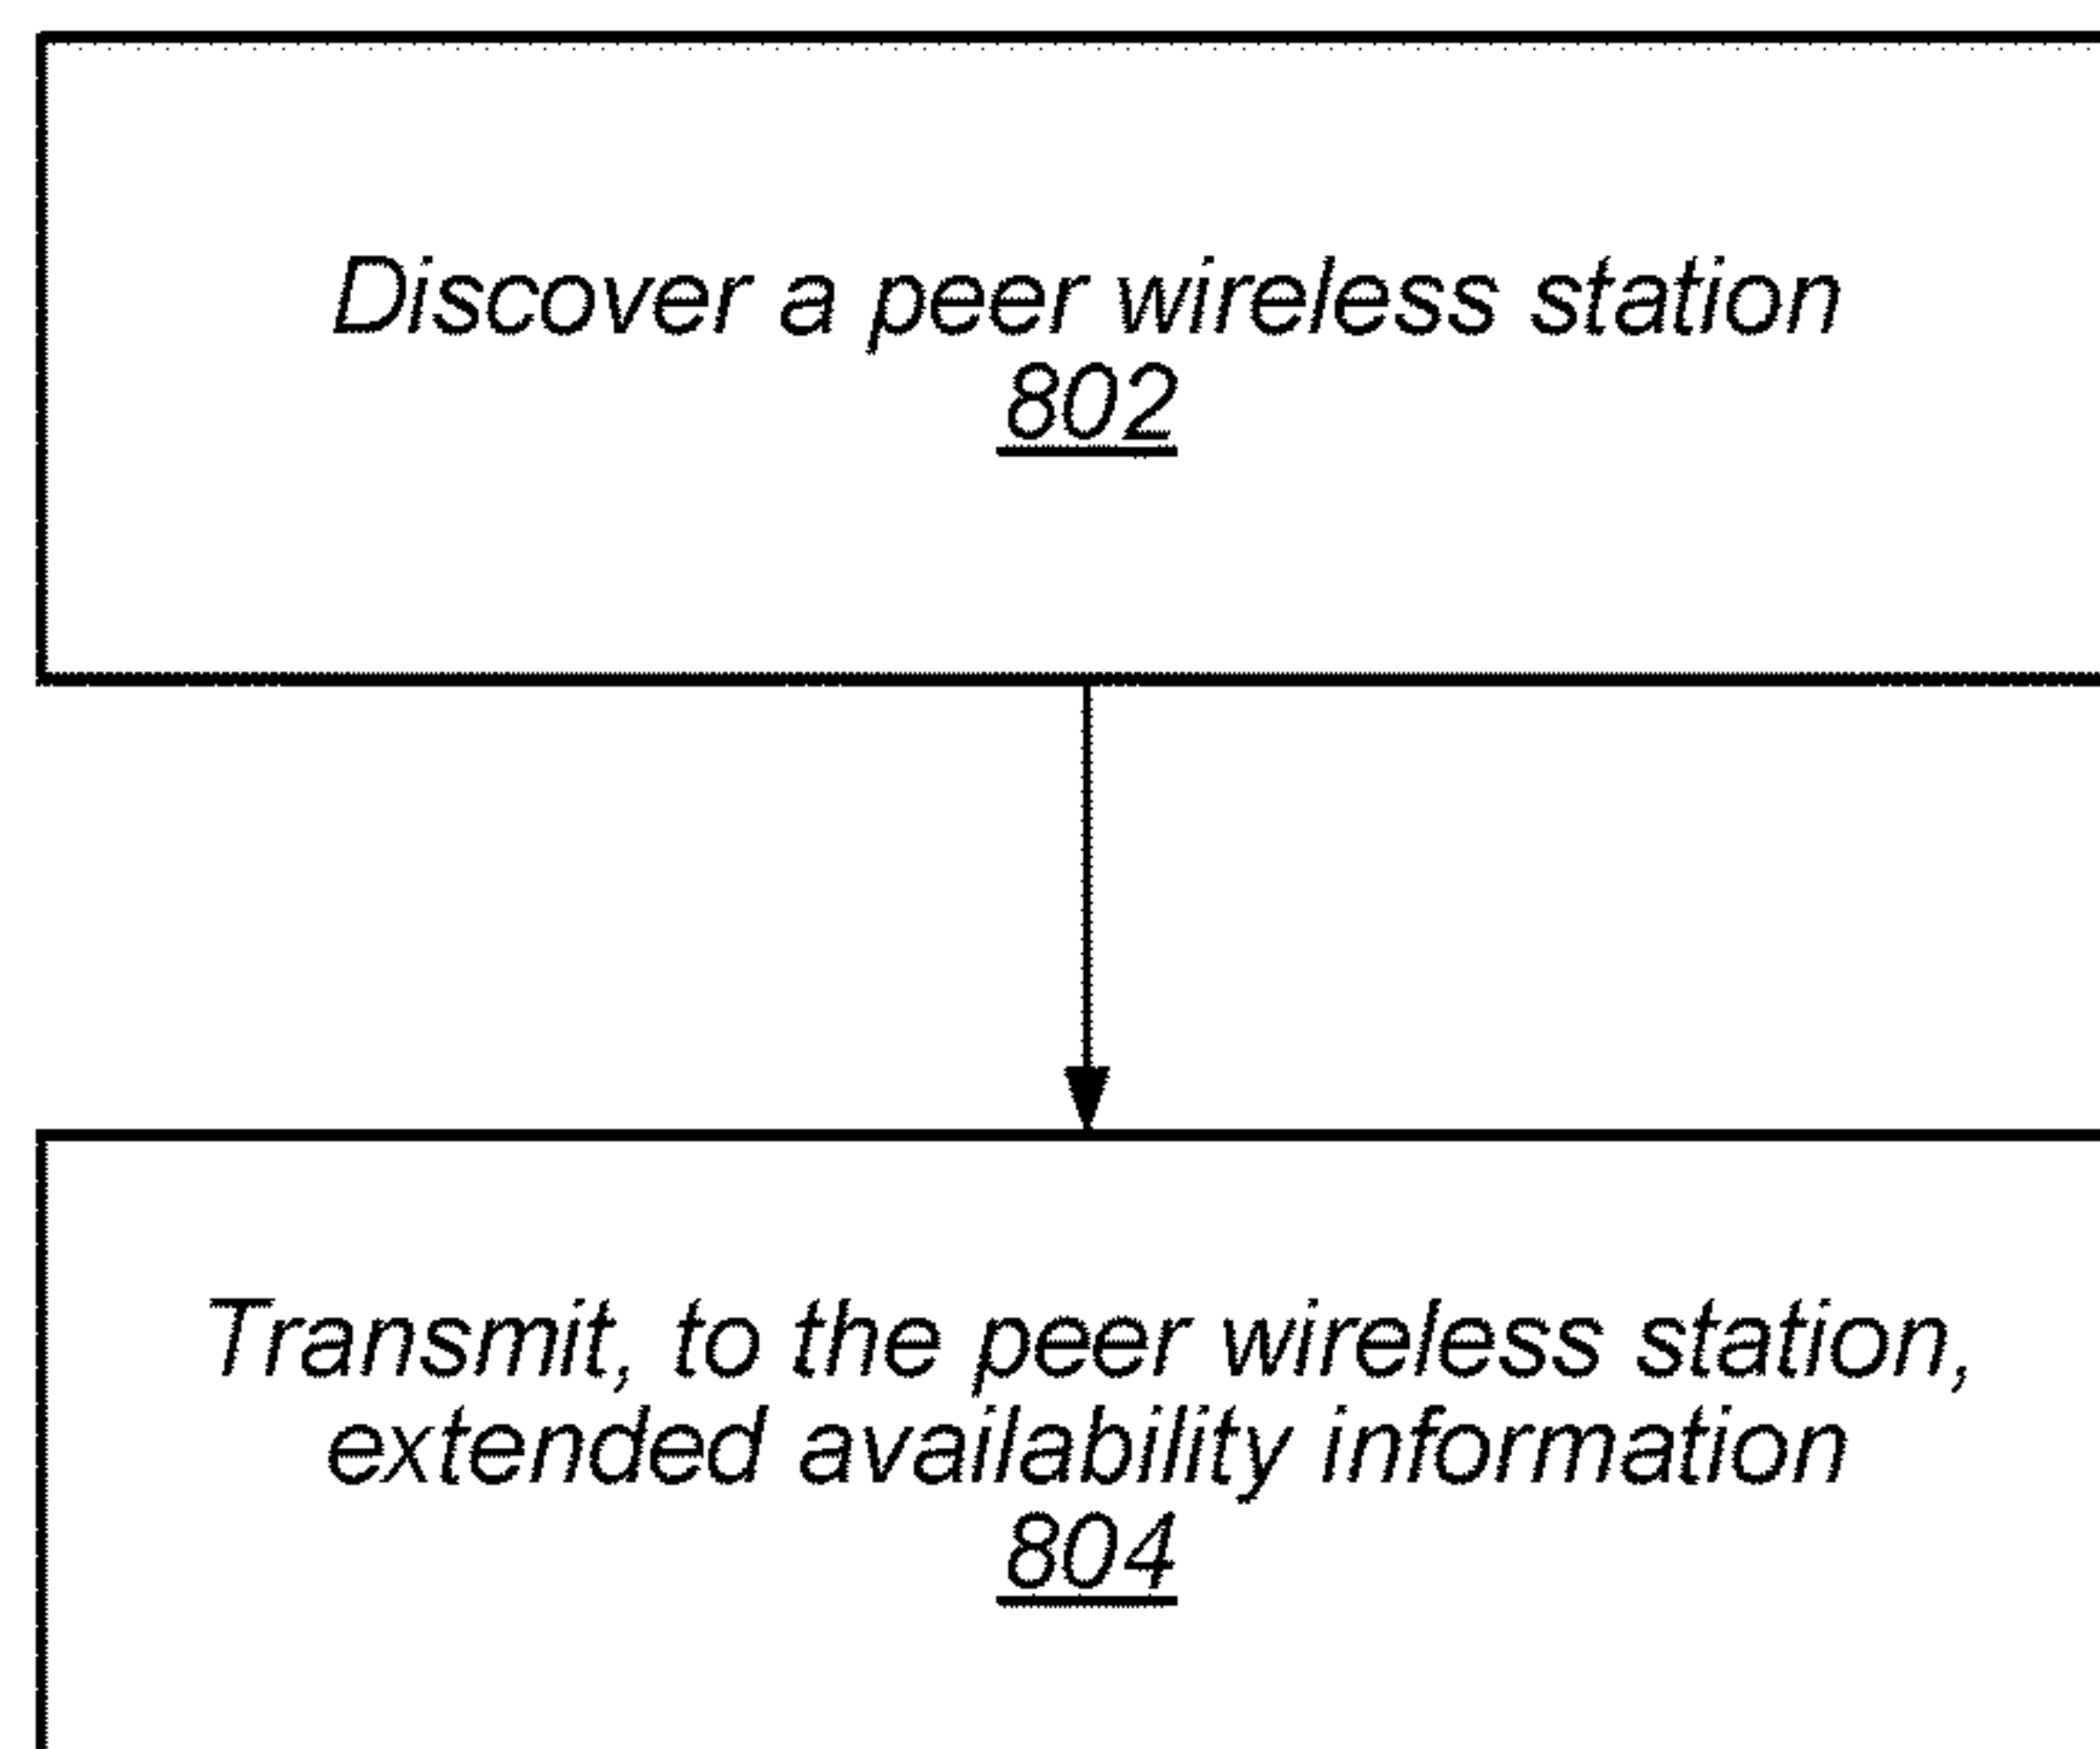 Discover a peer wireless station
802
Transmit, to the peer wireless station,
extended availability information
804